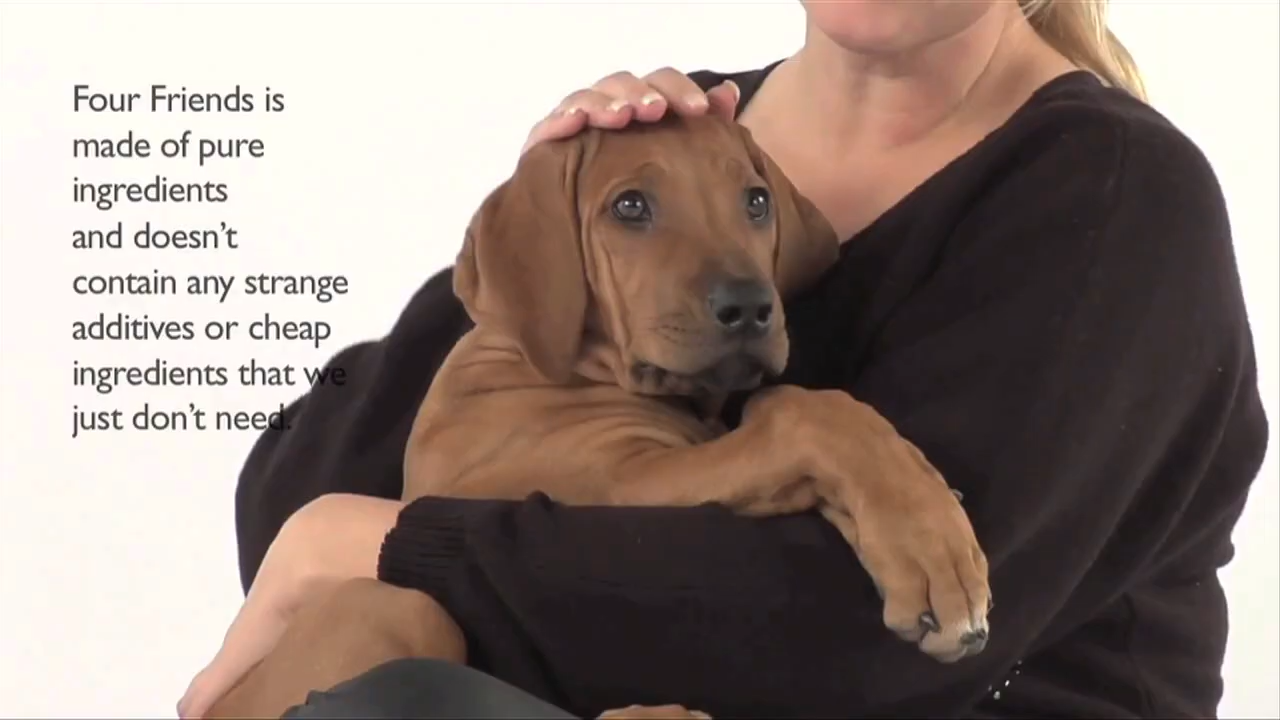 Four Friends is
made of pure
ingredients
and doesn't
contain any strange
additives or cheap
ingredients that we
just don't need.